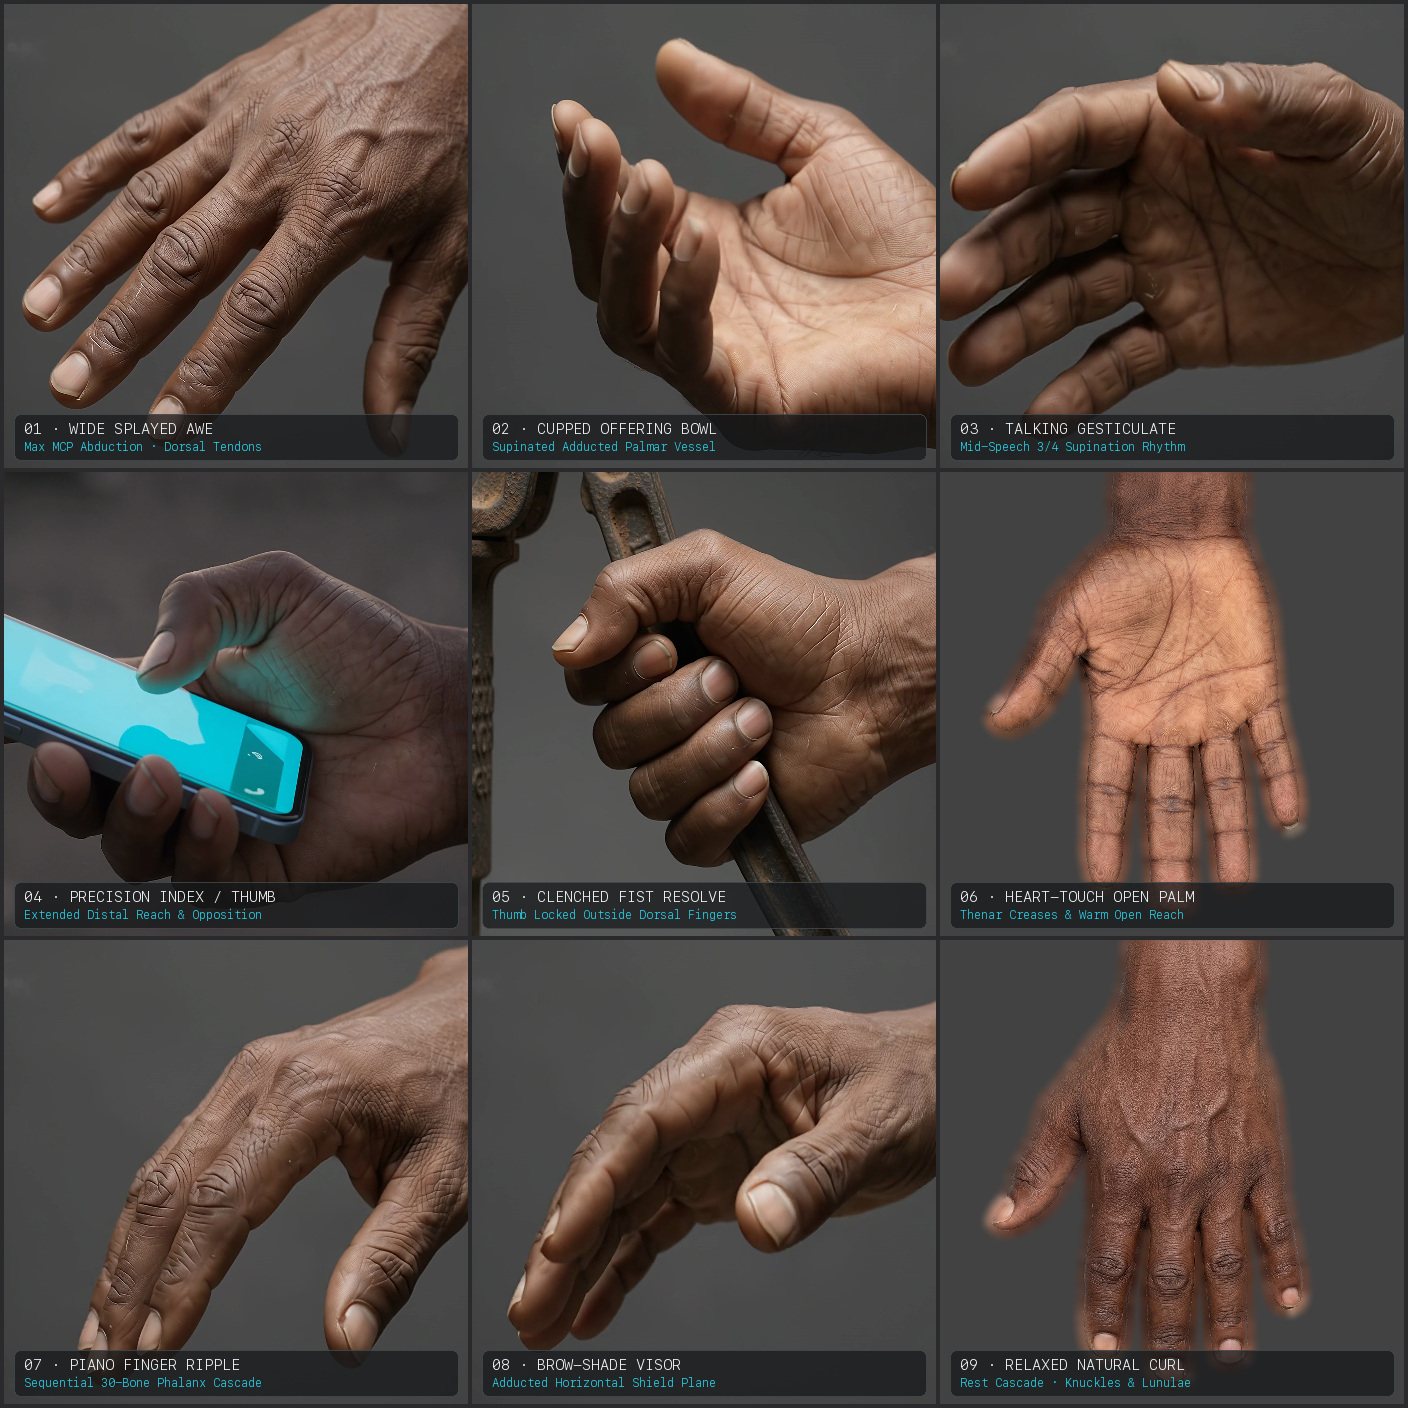 01 · WIDE SPLAYED AWE
Max MCP Abduction · Dorsal Tendons
02 · CUPPED OFFERING BOWL
Supinated Adducted Palmar Vessel
03 · TALKING GESTICULATE
Mid–Speech 3/4 Supination Rhythm
04 · PRECISION INDEX / THUMB
Extended Distal Reach & Opposition
05 · CLENCHED FIST RESOLVE
Thumb Locked Outside Dorsal Fingers
06 · HEART–TOUCH OPEN PALM
Thenar Creases & Warm Open Reach
07 · PIANO FINGER RIPPLE
Sequential 30–Bone Phalanx Cascade
08 · BROW–SHADE VISOR
Adducted Horizontal Shield Plane
09 · RELAXED NATURAL CURL
Rest Cascade · Knuckles & Lunulae